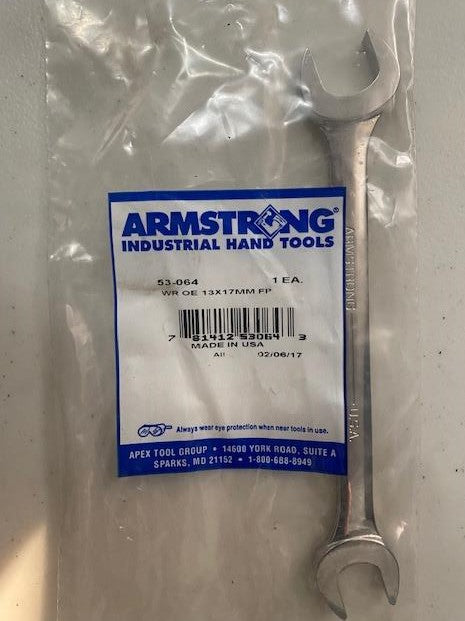 ARMSTRONG®
INDUSTRIAL HAND TOOLS
53-064 1 EA.
WR OE 13X17MM FP
7 81412 53064 3
MADE IN USA
All 02/06/17
Always wear eye protection when near tools in use.
APEX TOOL GROUP • 14600 YORK ROAD, SUITE A
SPARKS, MD 21152 • 1-800-688-8949
ARMSTRONG
U.S.A.